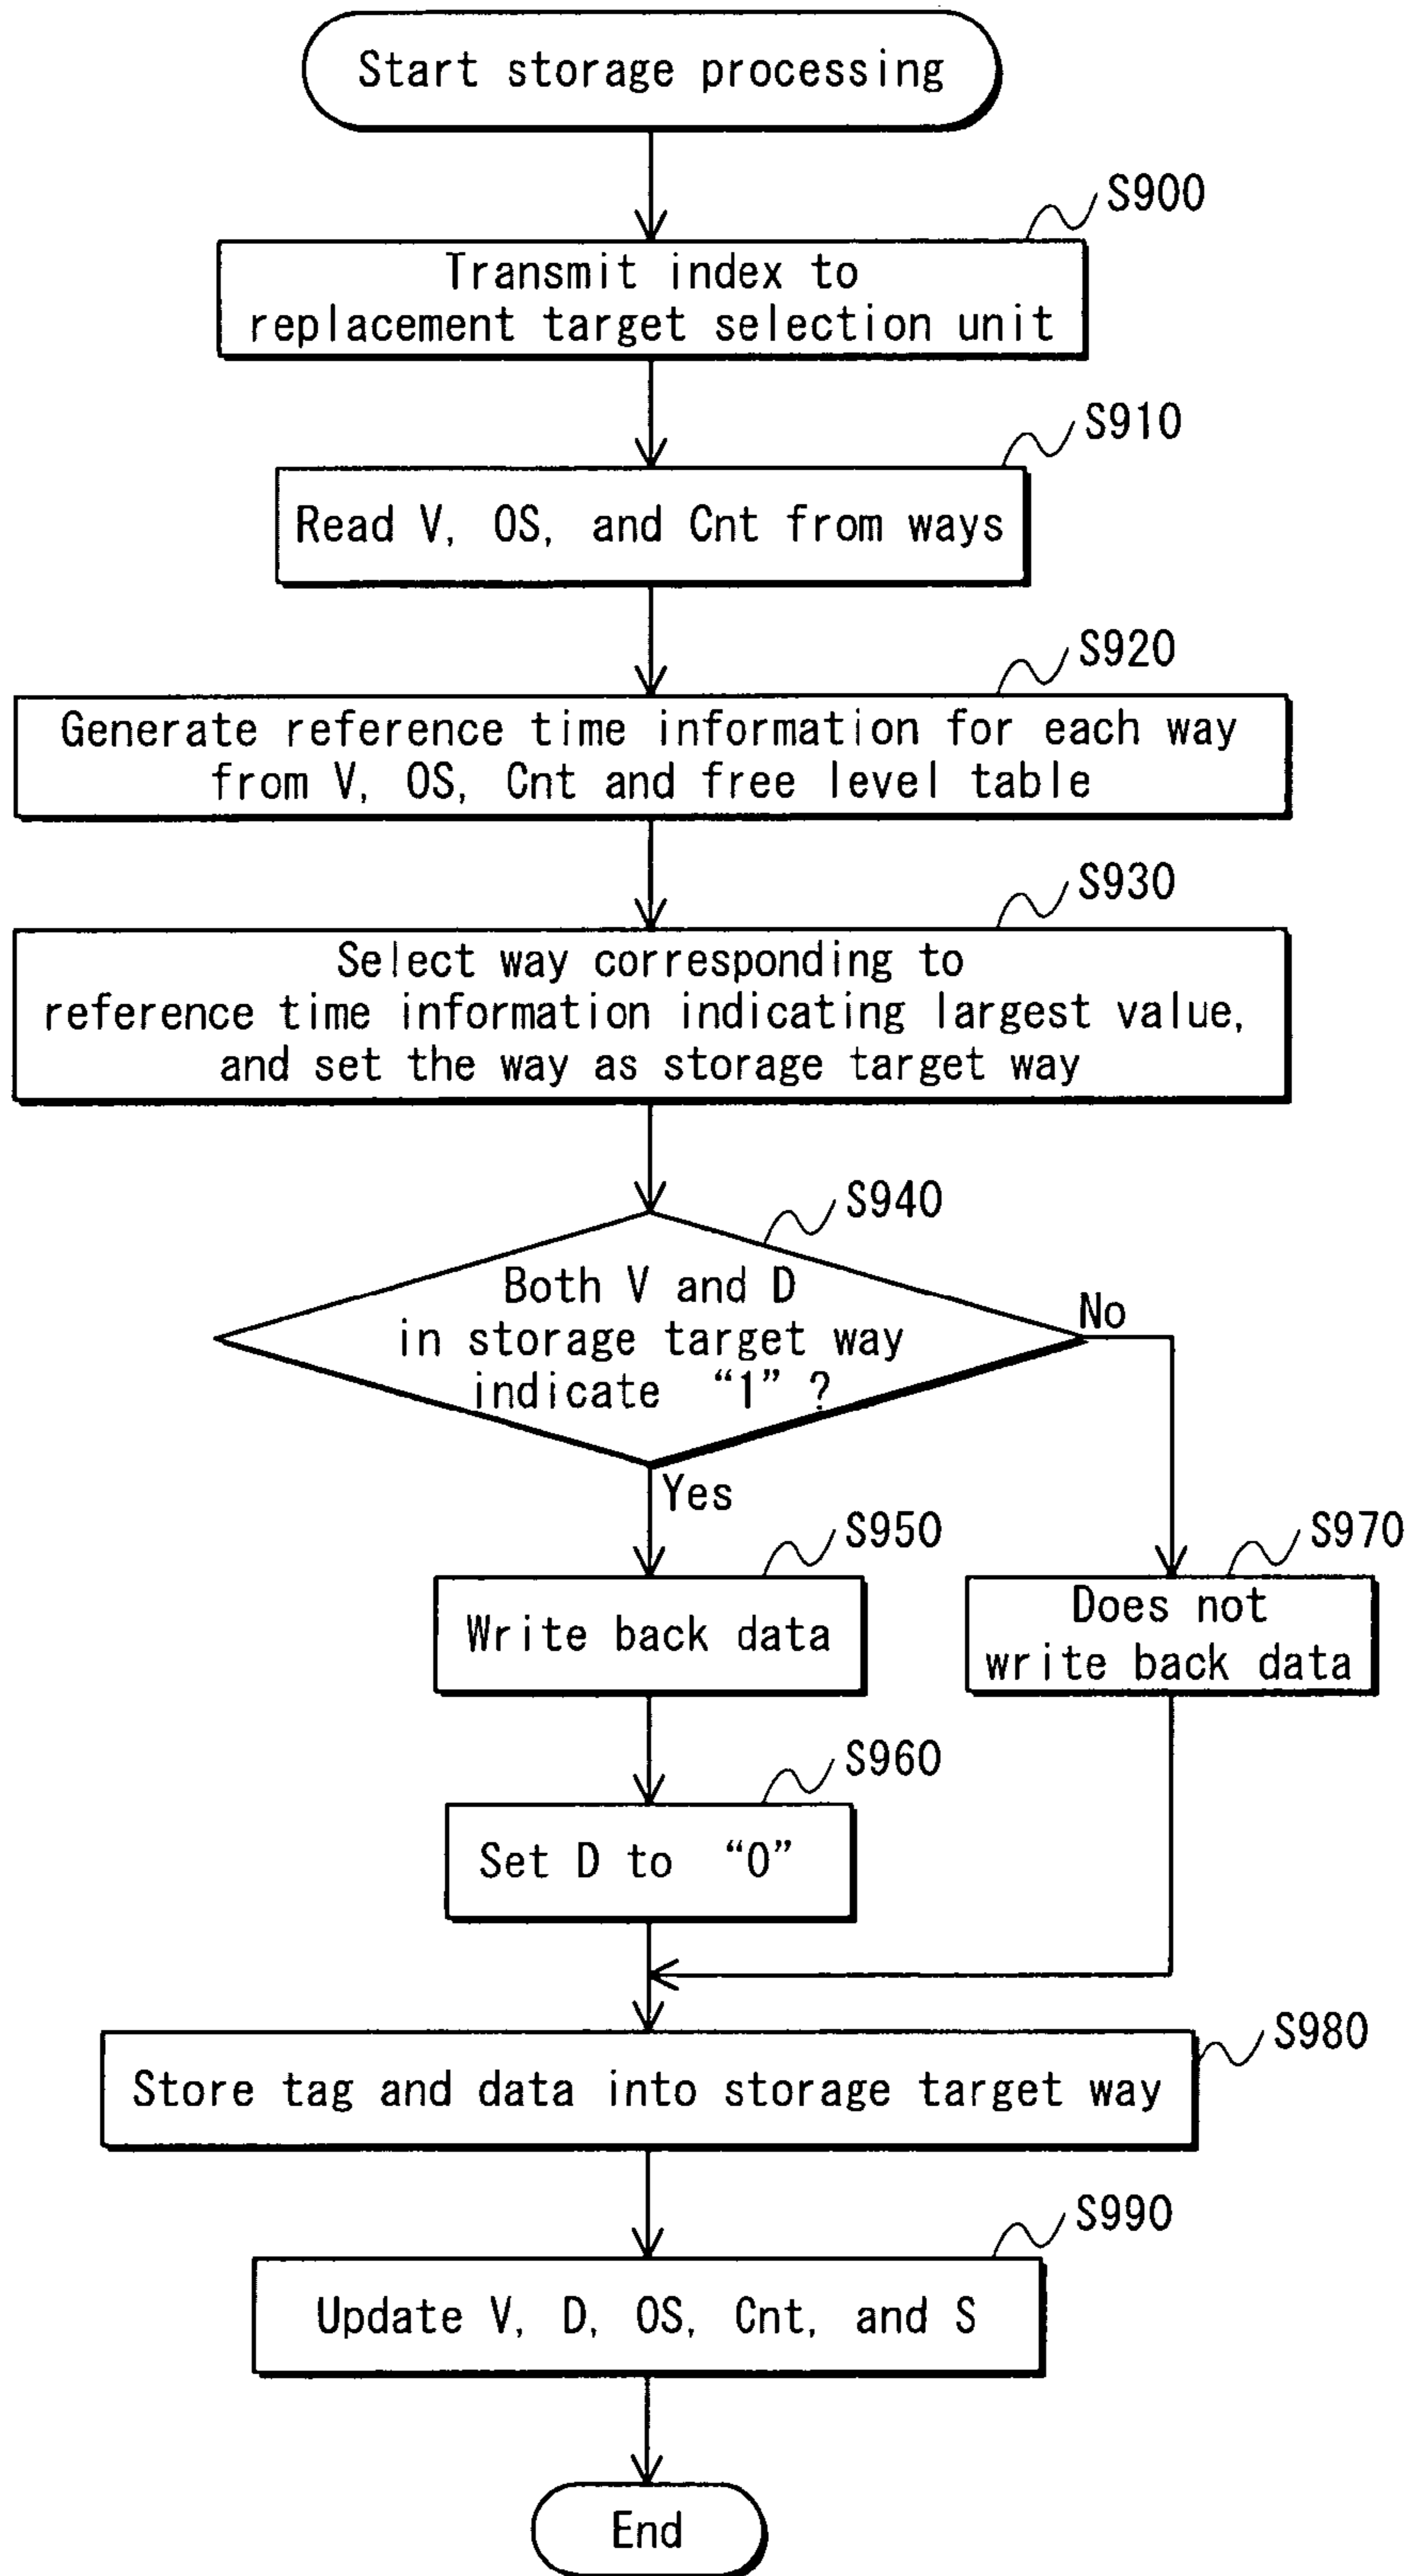 Start storage processing
S900
Transmit index to
replacement target selection unit
S910
Read V, OS, and Cnt from ways
S920
Generate reference time information for each way
from V, OS, Cnt and free level table
S930
Select way corresponding to
reference time information indicating largest value,
and set the way as storage target way
S940
Both V and D
in storage target way
indicate “1”?
No
Yes
S950
Write back data
S970
Does not
write back data
S960
Set D to “0”
S980
Store tag and data into storage target way
S990
Update V, D, OS, Cnt, and S
End